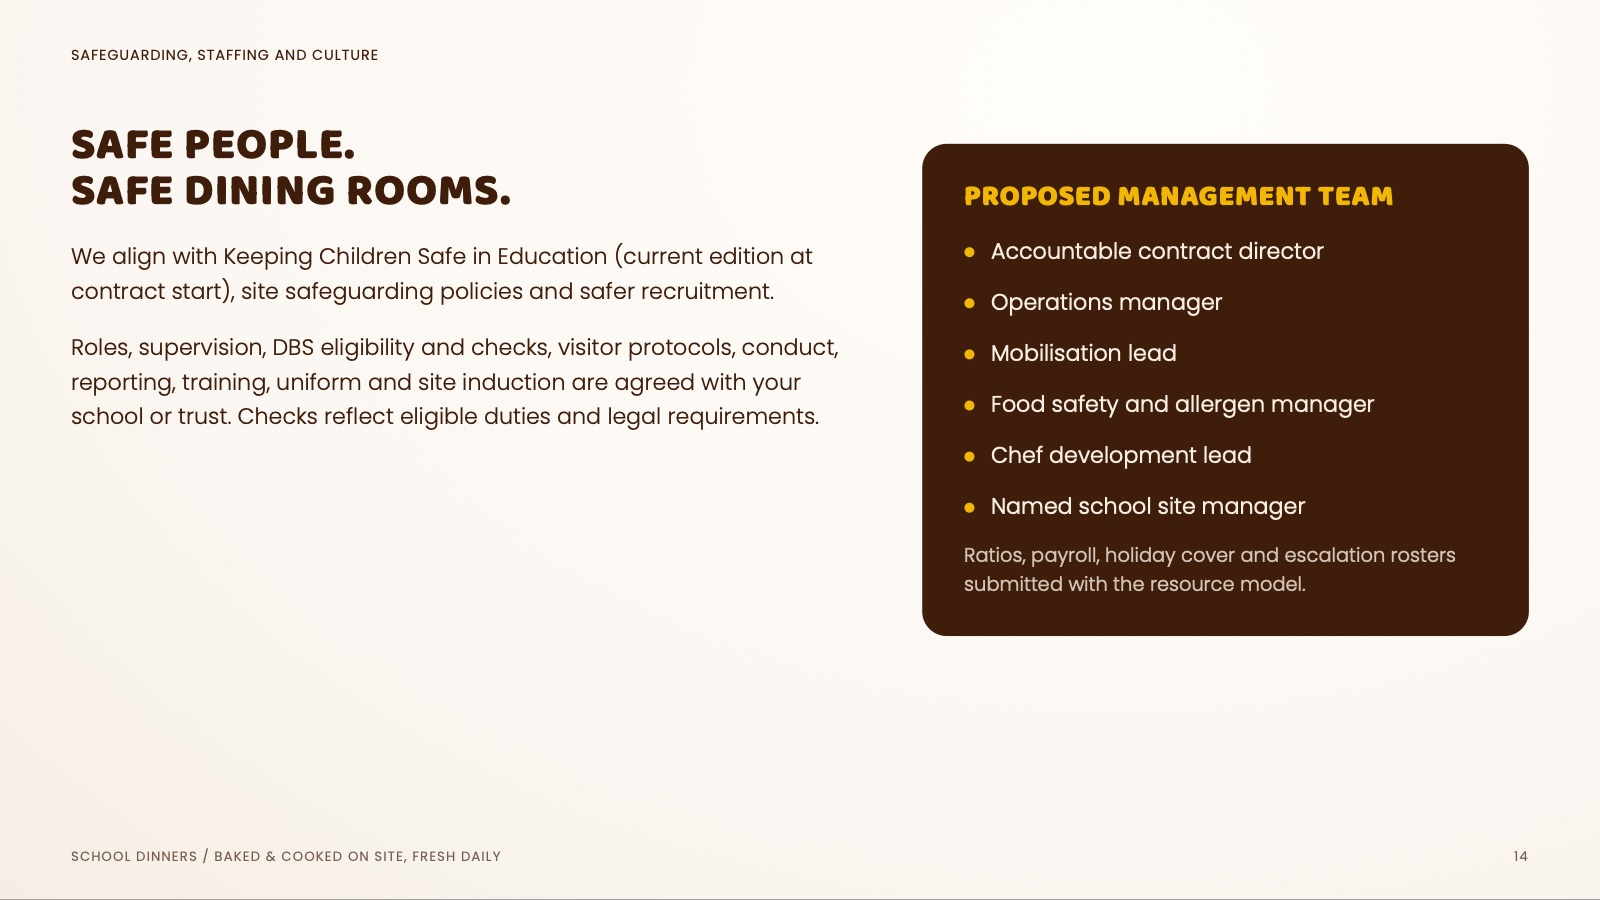 SAFEGUARDING, STAFFING AND CULTURE
SAFE PEOPLE.
SAFE DINING ROOMS.
We align with Keeping Children Safe in Education (current edition at
contract start), site safeguarding policies and safer recruitment.
Roles, supervision, DBS eligibility and checks, visitor protocols, conduct,
reporting, training, uniform and site induction are agreed with your
school or trust. Checks reflect eligible duties and legal requirements.
PROPOSED MANAGEMENT TEAM
Accountable contract director
Operations manager
Mobilisation lead
Food safety and allergen manager
Chef development lead
Named school site manager
Ratios, payroll, holiday cover and escalation rosters
submitted with the resource model.
SCHOOL DINNERS / BAKED & COOKED ON SITE, FRESH DAILY
14